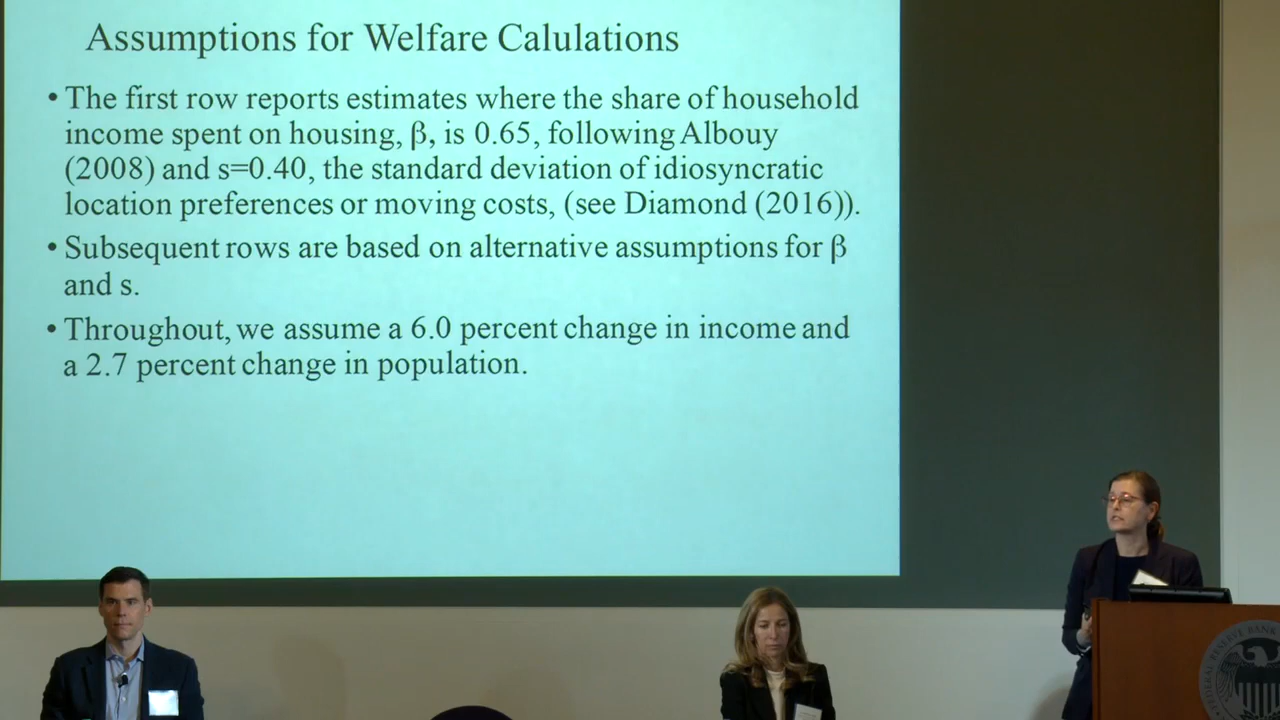 Assumptions for Welfare Calulations
• The first row reports estimates where the share of household
income spent on housing, β, is 0.65, following Albouy
(2008) and s=0.40, the standard deviation of idiosyncratic
location preferences or moving costs, (see Diamond (2016)).
• Subsequent rows are based on alternative assumptions for β
and s.
• Throughout, we assume a 6.0 percent change in income and
a 2.7 percent change in population.
FEDERAL RESERVE BANK